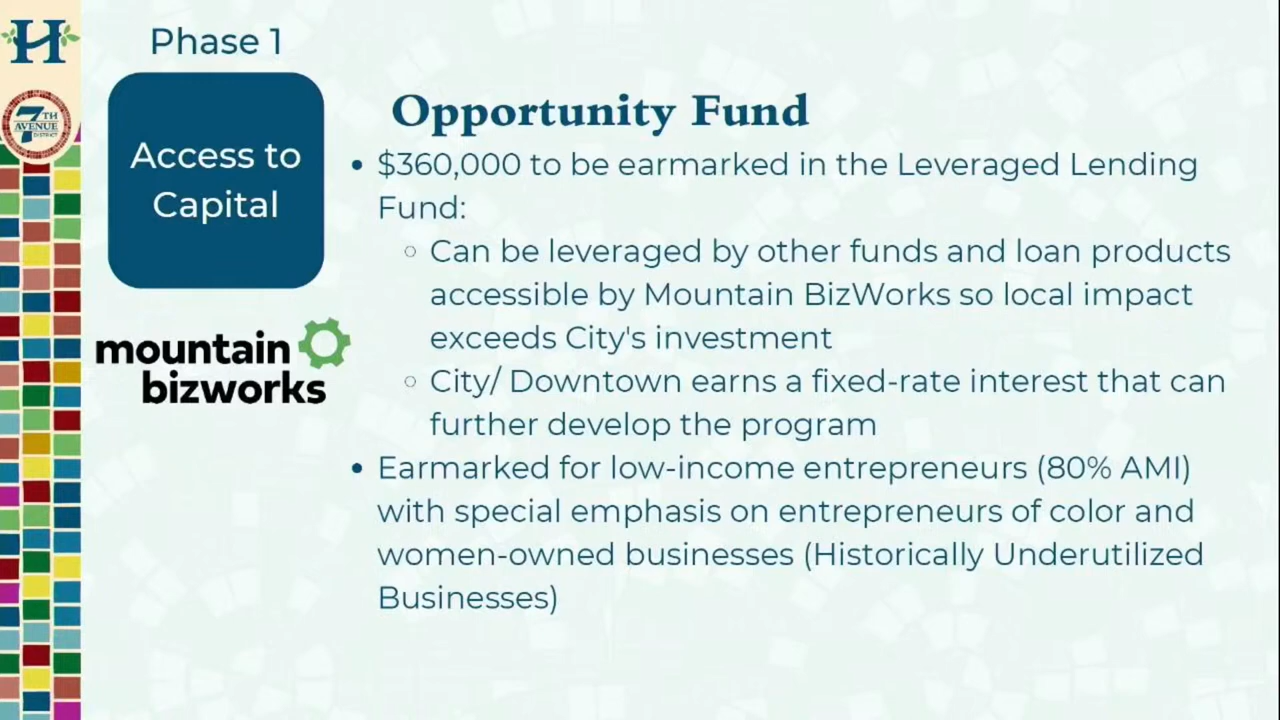 H
7TH
AVENUE
DISTRICT
Phase 1
Access to
Capital
mountain
bizworks
Opportunity Fund
• $360,000 to be earmarked in the Leveraged Lending
Fund:
○ Can be leveraged by other funds and loan products
accessible by Mountain BizWorks so local impact
exceeds City's investment
○ City/ Downtown earns a fixed-rate interest that can
further develop the program
• Earmarked for low-income entrepreneurs (80% AMI)
with special emphasis on entrepreneurs of color and
women-owned businesses (Historically Underutilized
Businesses)